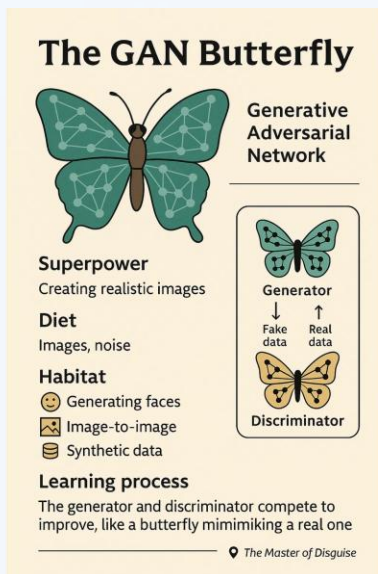 The GAN Butterfly
Generative
Adversarial
Network
Superpower
Creating realistic images
Diet
Images, noise
Habitat
Generating faces
Image-to-image
Synthetic data
Generator
Fake
data
Real
data
Discriminator
Learning process
The generator and discriminator compete to
improve, like a butterfly mimimiking a real one
The Master of Disguise